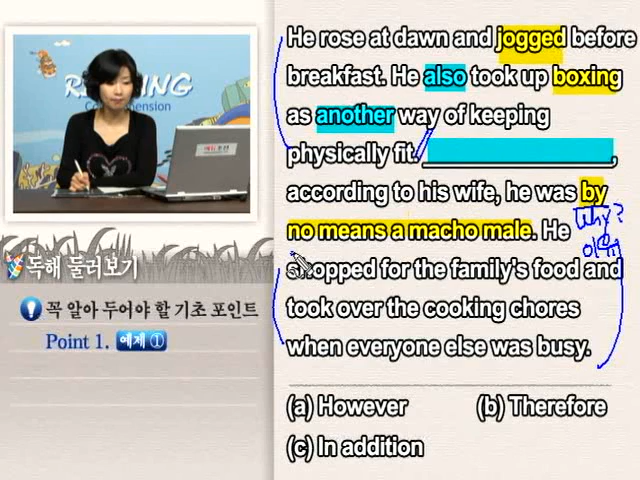 He rose at dawn and jogged before
breakfast. He also took up boxing
as another way of keeping
physically fit. ____________________,
according to his wife, he was by
no means a macho male. He
shopped for the family's food and
took over the cooking chores
when everyone else was busy.
(a) However (b) Therefore
(c) In addition
Why?
독해 둘러보기
꼭 알아 두어야 할 기초 포인트
Point 1. 예제 ①